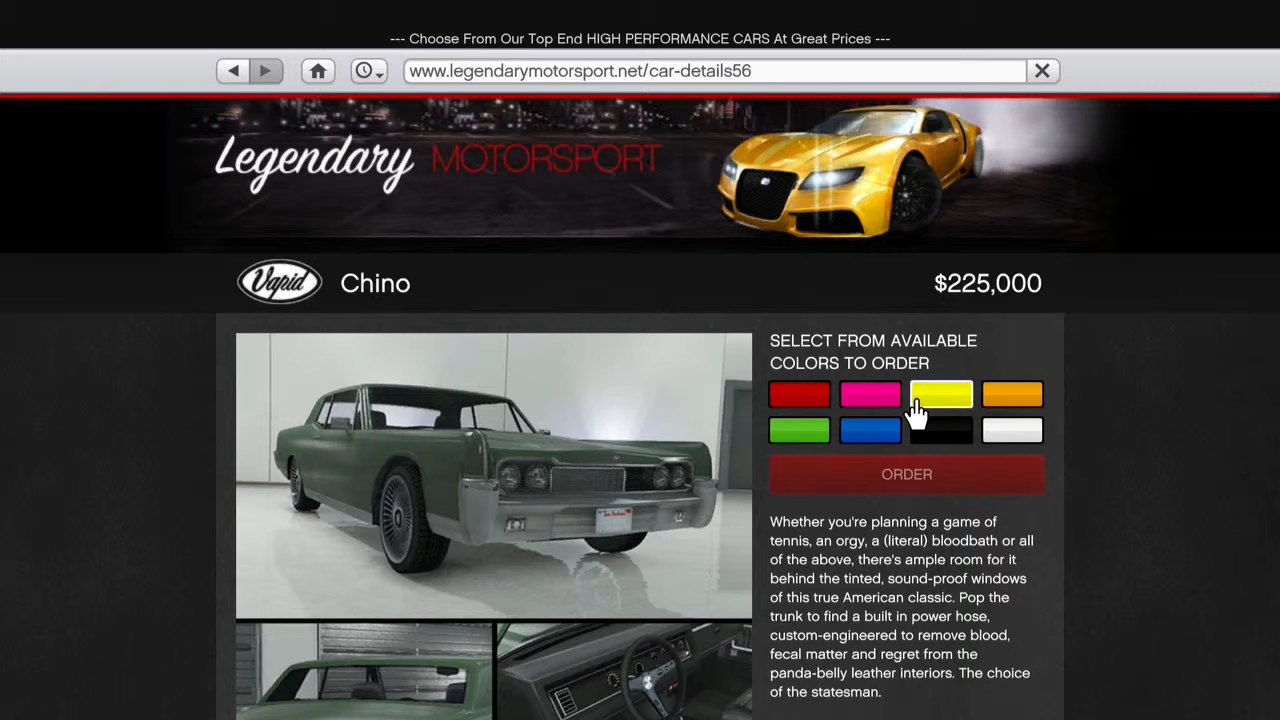 --- Choose From Our Top End HIGH PERFORMANCE CARS At Great Prices ---
www.legendarymotorsport.net/car-details56
Legendary MOTORSPORT
Vapid Chino $225,000
SELECT FROM AVAILABLE
COLORS TO ORDER
ORDER
Whether you're planning a game of
tennis, an orgy, a (literal) bloodbath or all
of the above, there's ample room for it
behind the tinted, sound-proof windows
of this true American classic. Pop the
trunk to find a built in power hose,
custom-engineered to remove blood,
fecal matter and regret from the
panda-belly leather interiors. The choice
of the statesman.